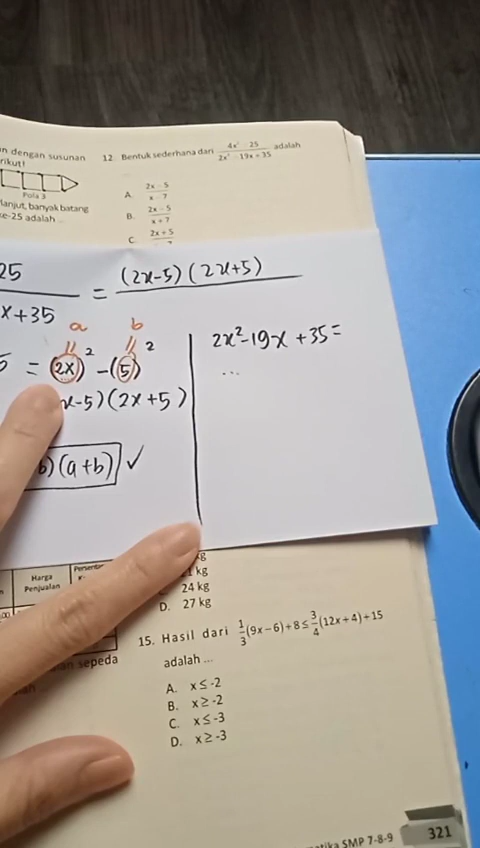 n dengan susunan
rikut!
Pola 3
lanjut, banyak batang
ke-25 adalah
12. Bentuk sederhana dari (4x² - 25)/(2x² - 19x + 35) adalah
A. (2x - 5)/(x - 7)
B. (2x - 5)/(x + 7)
C. 2x + 5
25 / x + 35 = (2x-5)(2x+5)
a b
5 = (2x)² - (5)²
x-5)(2x+5)
b)(a+b) ✓
2x² - 19x + 35 =
...
Harga
Penjualan
kg
kg
24 kg
D. 27 kg
an sepeda
15. Hasil dari 1/3(9x-6)+8 ≤ 3/4(12x+4)+15
adalah ...
A. x ≤ -2
B. x ≥ -2
C. x ≤ -3
D. x ≥ -3
tika SMP 7-8-9
321